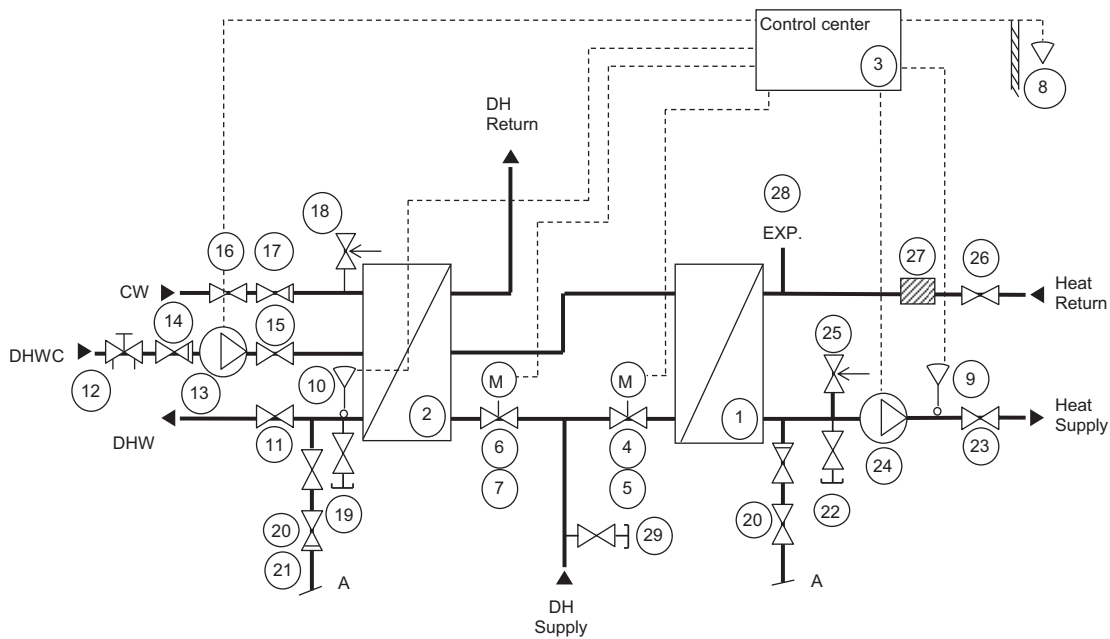 Control center
3
8
DH
Return
18
28
16
17
EXP.
27
26
CW
Heat
Return
14
15
25
DHWC
10
M
M
9
12
13
2
1
DHW
11
6
4
24
23
Heat
Supply
7
5
19
22
20
20
29
21
A
A
DH
Supply